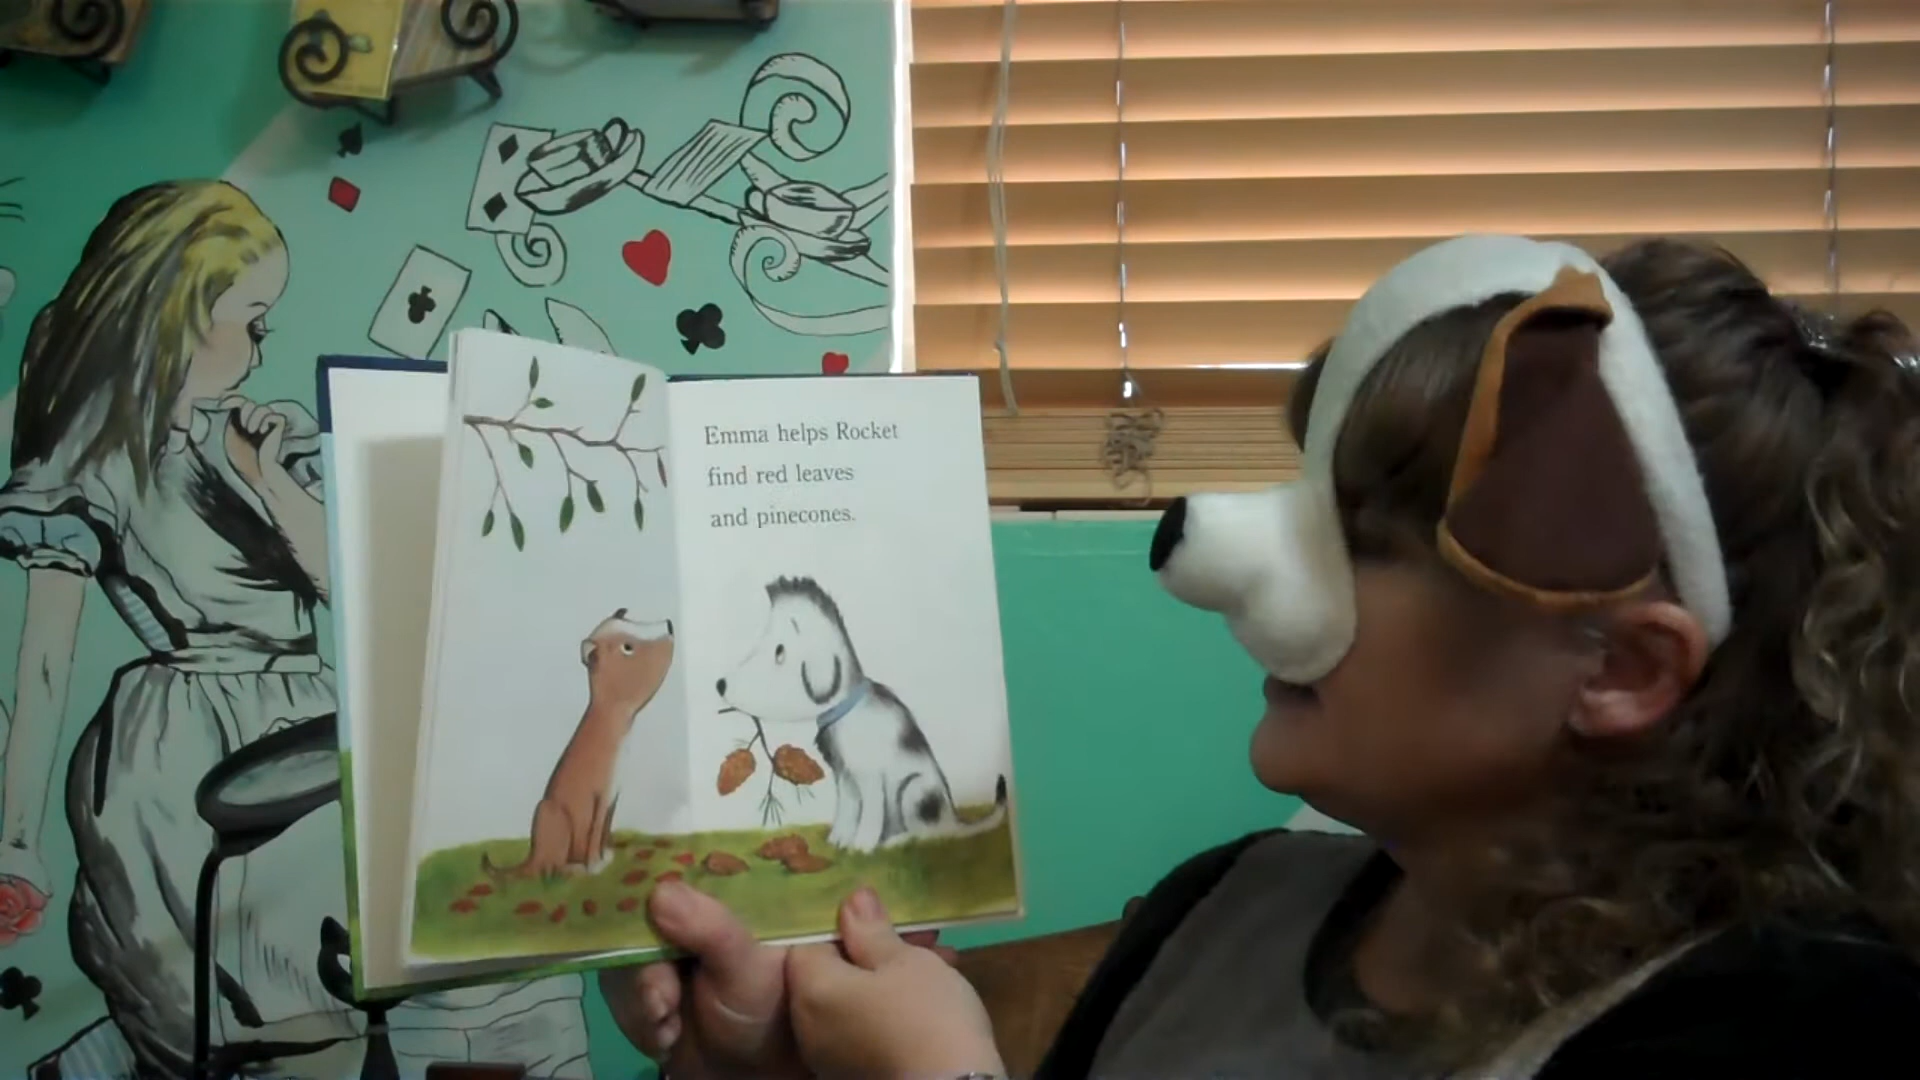 Emma helps Rocket
find red leaves
and pinecones.